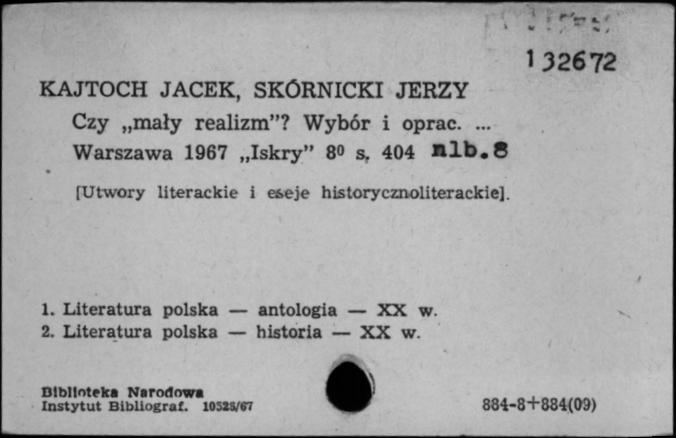 132672
KAJTOCH JACEK, SKÓRNICKI JERZY
Czy „mały realizm”? Wybór i oprac. ...
Warszawa 1967 „Iskry” 8⁰ s. 404 nlb.8
[Utwory literackie i eseje historycznoliterackie].
1. Literatura polska — antologia — XX w.
2. Literatura polska — historia — XX w.
Biblioteka Narodowa
Instytut Bibliograf. 10528/67
884-8+884(09)